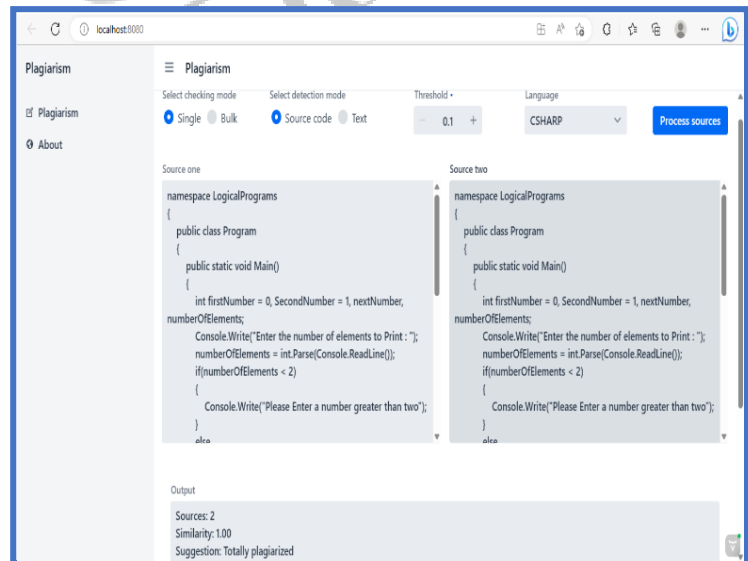 localhost:8080
Plagiarism
Plagiarism
Plagiarism
About
Select checking mode Select detection mode Threshold • Language
Single Bulk Source code Text − 0.1 + CSHARP Process sources
Source one
namespace LogicalPrograms
{
public class Program
{
public static void Main()
{
int firstNumber = 0, SecondNumber = 1, nextNumber,
numberOfElements;
Console.Write("Enter the number of elements to Print : ");
numberOfElements = int.Parse(Console.ReadLine());
if(numberOfElements < 2)
{
Console.Write("Please Enter a number greater than two");
}
else
Source two
namespace LogicalPrograms
{
public class Program
{
public static void Main()
{
int firstNumber = 0, SecondNumber = 1, nextNumber,
numberOfElements;
Console.Write("Enter the number of elements to Print : ");
numberOfElements = int.Parse(Console.ReadLine());
if(numberOfElements < 2)
{
Console.Write("Please Enter a number greater than two");
}
else
Output
Sources: 2
Similarity: 1.00
Suggestion: Totally plagiarized